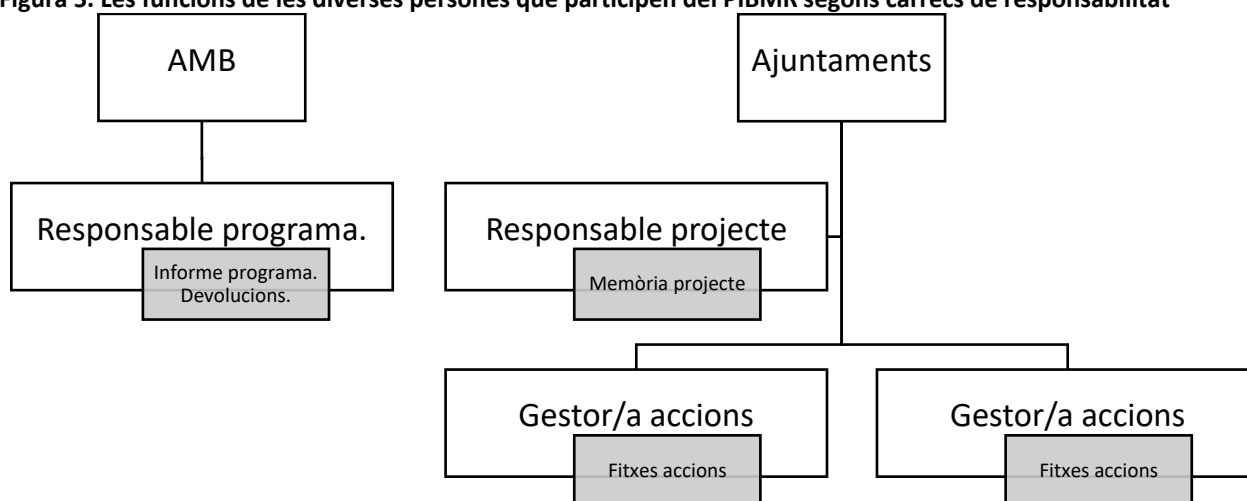 Figura 3. Les funcions de les diverses persones que participen del PIBMR segons càrrecs de responsabilitat
AMB
Ajuntaments
Responsable programa.
Informe programa.
Devolucions.
Responsable projecte
Memòria projecte
Gestor/a accions
Fitxes accions
Gestor/a accions
Fitxes accions